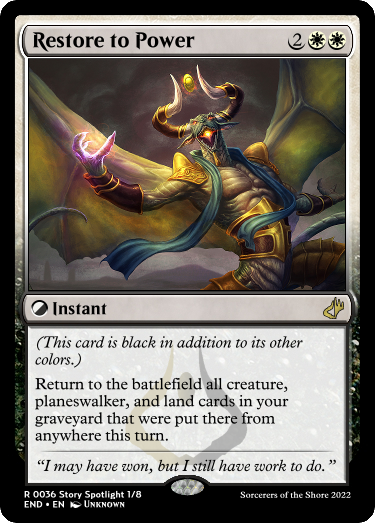 Restore to Power 2
Instant
(This card is black in addition to its other
colors.)
Return to the battlefield all creature,
planeswalker, and land cards in your
graveyard that were put there from
anywhere this turn.
“I may have won, but I still have work to do.”
R 0036 Story Spotlight 1/8
END • EN Unknown
Sorcerers of the Shore 2022